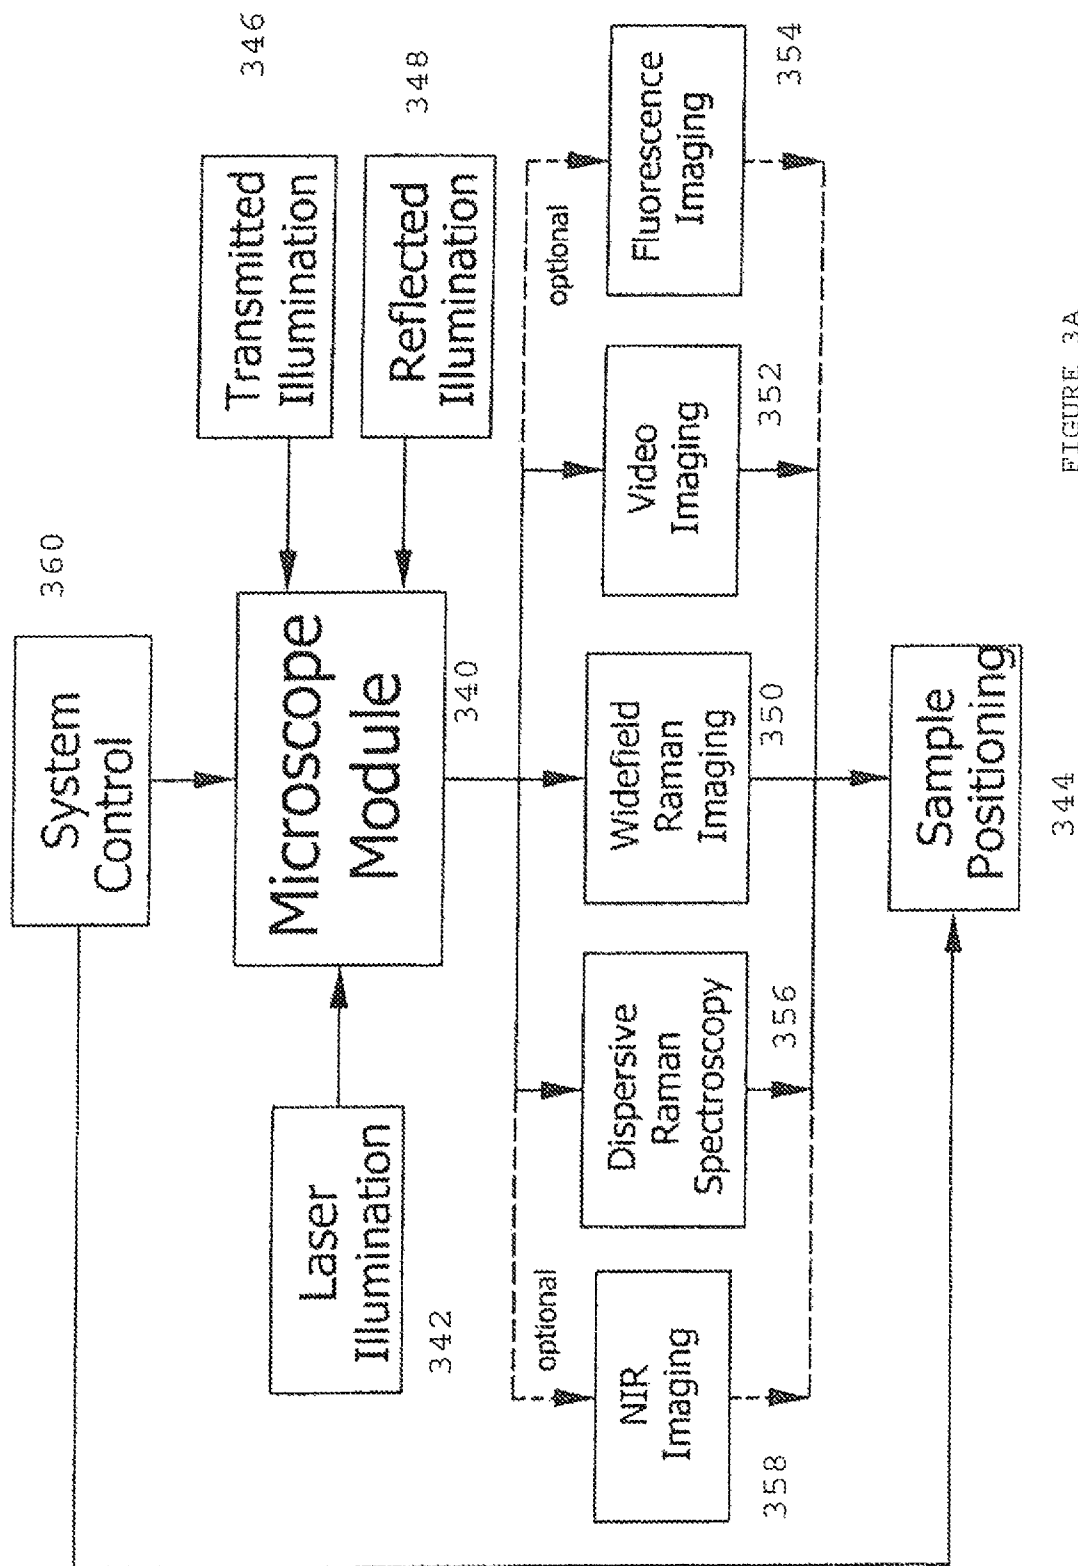 360
System
Control
346
Transmitted
Illumination
348
Reflected
Illumination
Microscope
Module
340
Laser
Illumination
342
optional
optional
NIR
Imaging
358
Dispersive
Raman
Spectroscopy
356
Widefield
Raman
Imaging
350
Video
Imaging
352
Fluorescence
Imaging
354
Sample
Positioning
344
FIGURE 3A